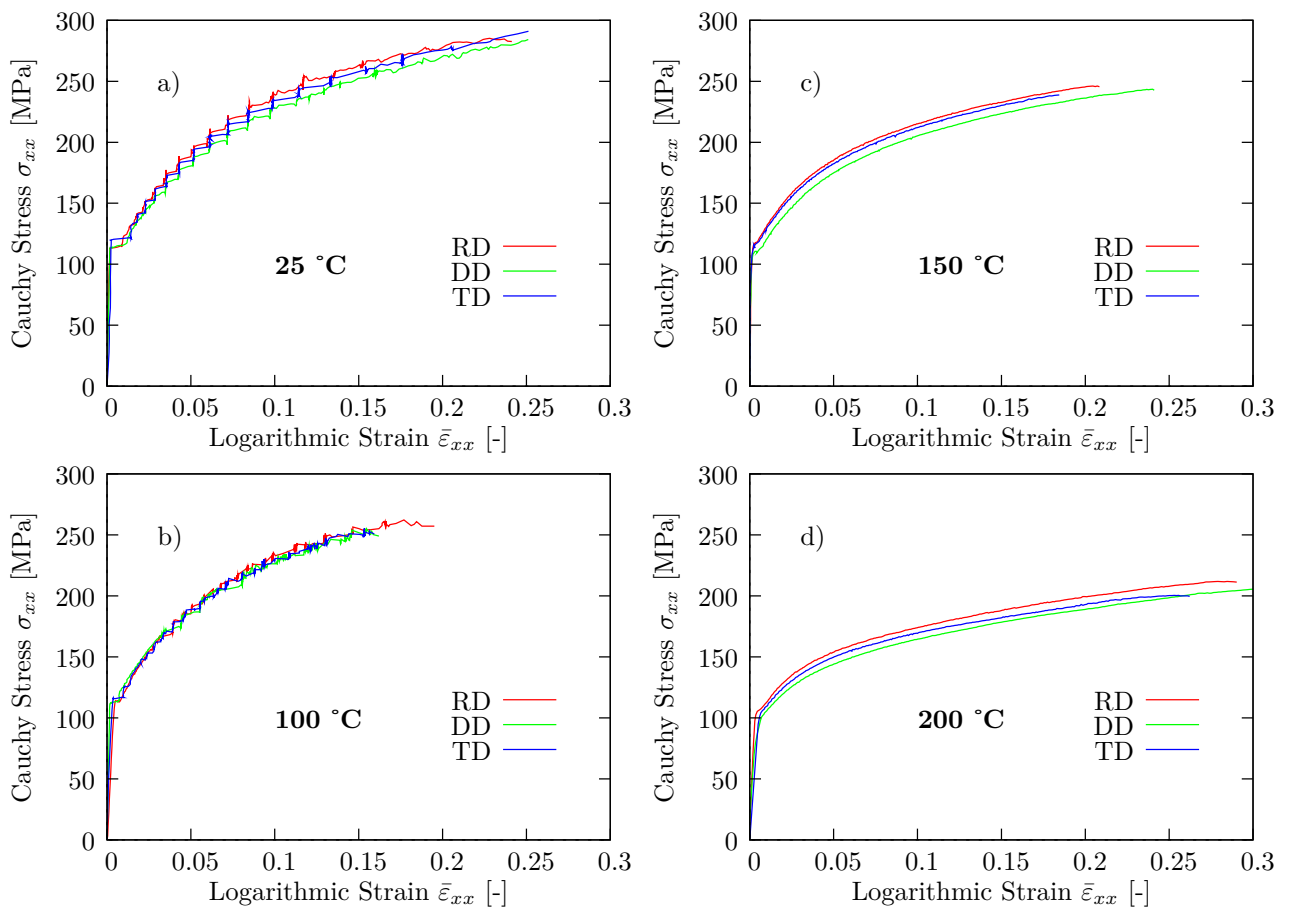 a)
Cauchy Stress σxx [MPa]
300
250
200
150
100
50
0
RD
DD
TD
25 °C
0 0.05 0.1 0.15 0.2 0.25 0.3
Logarithmic Strain ε̄xx [-]
c)
Cauchy Stress σxx [MPa]
300
250
200
150
100
50
0
RD
DD
TD
150 °C
0 0.05 0.1 0.15 0.2 0.25 0.3
Logarithmic Strain ε̄xx [-]
b)
Cauchy Stress σxx [MPa]
300
250
200
150
100
50
0
RD
DD
TD
100 °C
0 0.05 0.1 0.15 0.2 0.25 0.3
Logarithmic Strain ε̄xx [-]
d)
Cauchy Stress σxx [MPa]
300
250
200
150
100
50
0
RD
DD
TD
200 °C
0 0.05 0.1 0.15 0.2 0.25 0.3
Logarithmic Strain ε̄xx [-]